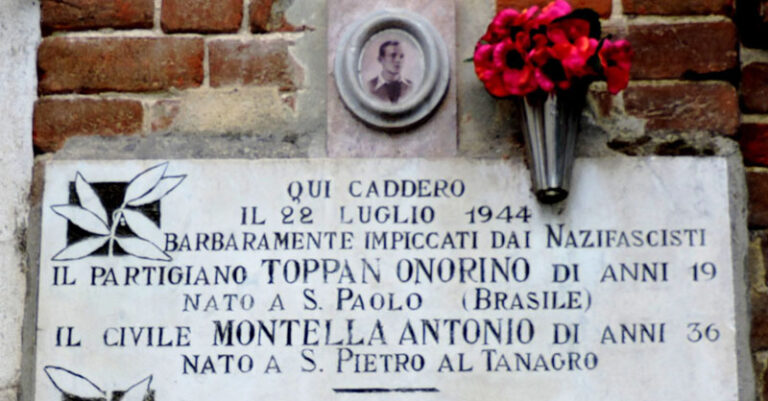 QUI CADDERO
IL 22 LUGLIO 1944
BARBARAMENTE IMPICCATI DAI NAZIFASCISTI
IL PARTIGIANO TOPPAN ONORINO DI ANNI 19
NATO A S. PAOLO (BRASILE)
IL CIVILE MONTELLA ANTONIO DI ANNI 36
NATO A S. PIETRO AL TANAGRO